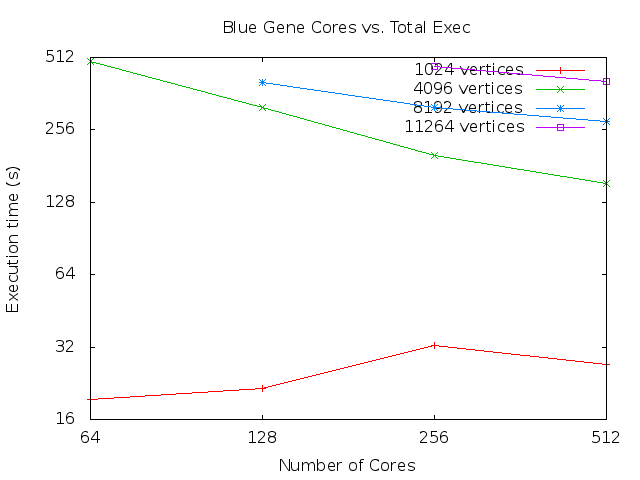 Blue Gene Cores vs. Total Exec
512
256
128
64
32
16
Execution time (s)
1024 vertices
4096 vertices
8192 vertices
11264 vertices
64 128 256 512
Number of Cores